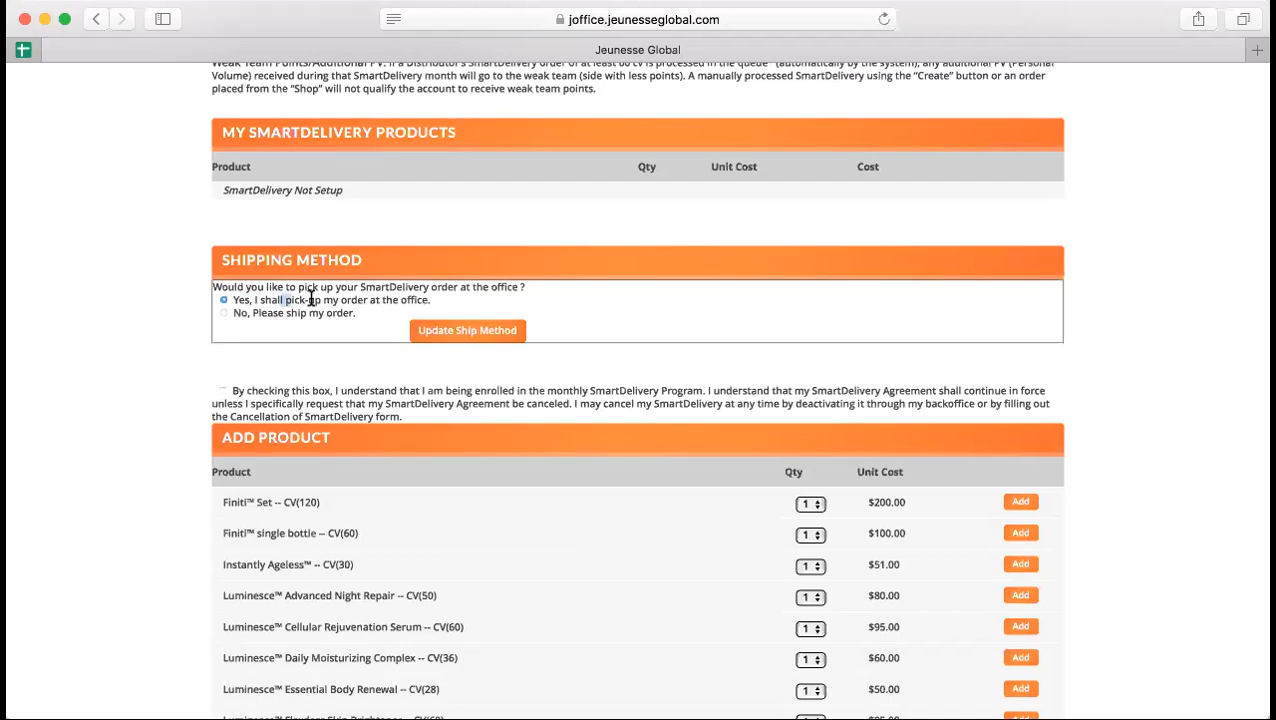 joffice.jeunesseglobal.com
Jeunesse Global
Weak Team Points/Additional PV: If a Distributor's SmartDelivery order of at least 60 cv is processed in the queue (automatically by the system), any additional PV (Personal
Volume) received during that SmartDelivery month will go to the weak team (side with less points). A manually processed SmartDelivery using the "Create" button or an order
placed from the "Shop" will not qualify the account to receive weak team points.
MY SMARTDELIVERY PRODUCTS
Product Qty Unit Cost Cost
SmartDelivery Not Setup
SHIPPING METHOD
Would you like to pick up your SmartDelivery order at the office ?
Yes, I shall pick-up my order at the office.
No, Please ship my order.
Update Ship Method
By checking this box, I understand that I am being enrolled in the monthly SmartDelivery Program. I understand that my SmartDelivery Agreement shall continue in force
unless I specifically request that my SmartDelivery Agreement be canceled. I may cancel my SmartDelivery at any time by deactivating it through my backoffice or by filling out
the Cancellation of SmartDelivery form.
ADD PRODUCT
Product Qty Unit Cost
Finiti™ Set -- CV(120) 1 $200.00 Add
Finiti™ single bottle -- CV(60) 1 $100.00 Add
Instantly Ageless™ -- CV(30) 1 $51.00 Add
Luminesce™ Advanced Night Repair -- CV(50) 1 $80.00 Add
Luminesce™ Cellular Rejuvenation Serum -- CV(60) 1 $95.00 Add
Luminesce™ Daily Moisturizing Complex -- CV(36) 1 $60.00 Add
Luminesce™ Essential Body Renewal -- CV(28) 1 $50.00 Add